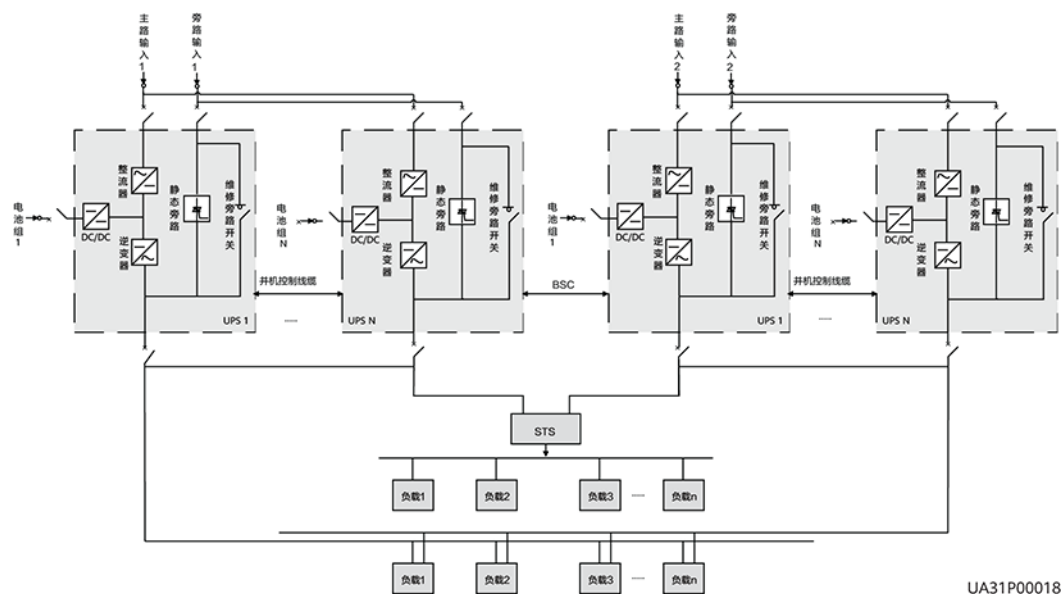 主路输入1
旁路输入1
主路输入2
旁路输入2
整流器
静态旁路
维修旁路开关
电池组1
DC/DC
逆变器
UPS 1
并机控制线缆
......
整流器
静态旁路
维修旁路开关
电池组N
DC/DC
逆变器
UPS N
BSC
整流器
静态旁路
维修旁路开关
电池组1
DC/DC
逆变器
UPS 1
并机控制线缆
......
整流器
静态旁路
维修旁路开关
电池组N
DC/DC
逆变器
UPS N
STS
负载1 负载2 负载3 ...... 负载n
负载1 负载2 负载3 ...... 负载n
UA31P00018